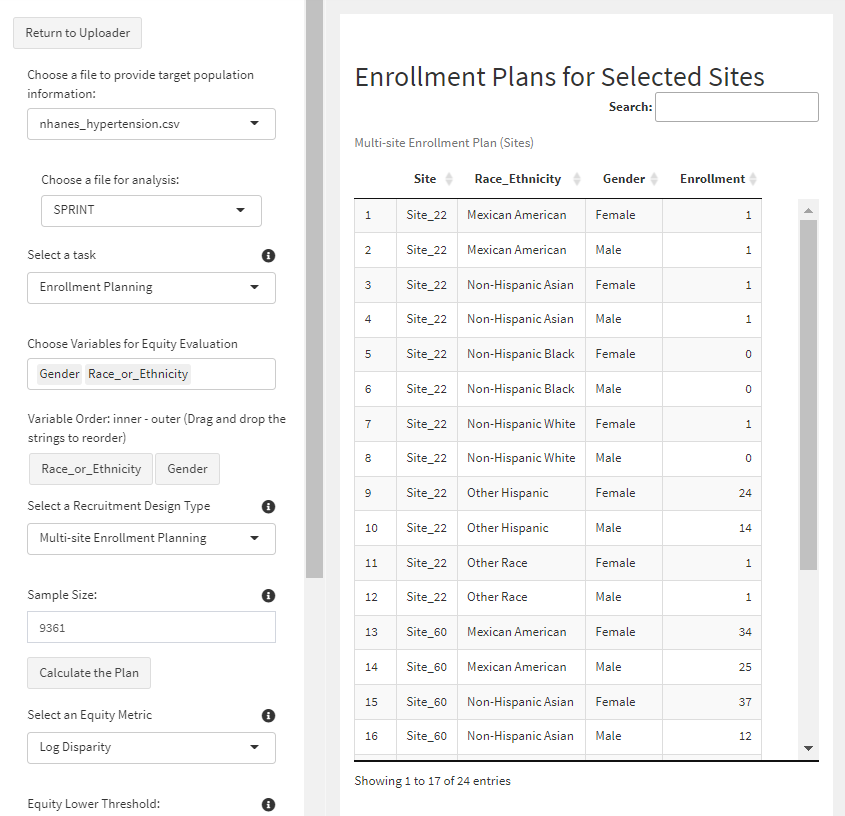 Return to Uploader
Choose a file to provide target population
information:
nhanes_hypertension.csv
Choose a file for analysis:
SPRINT
Select a task
Enrollment Planning
Choose Variables for Equity Evaluation
Gender Race_or_Ethnicity
Variable Order: inner - outer (Drag and drop the
strings to reorder)
Race_or_Ethnicity Gender
Select a Recruitment Design Type
Multi-site Enrollment Planning
Sample Size:
9361
Calculate the Plan
Select an Equity Metric
Log Disparity
Equity Lower Threshold:
Enrollment Plans for Selected Sites
Search:
Multi-site Enrollment Plan (Sites)
Site Race_Ethnicity Gender Enrollment
1 Site_22 Mexican American Female 1
2 Site_22 Mexican American Male 1
3 Site_22 Non-Hispanic Asian Female 1
4 Site_22 Non-Hispanic Asian Male 1
5 Site_22 Non-Hispanic Black Female 0
6 Site_22 Non-Hispanic Black Male 0
7 Site_22 Non-Hispanic White Female 1
8 Site_22 Non-Hispanic White Male 0
9 Site_22 Other Hispanic Female 24
10 Site_22 Other Hispanic Male 14
11 Site_22 Other Race Female 1
12 Site_22 Other Race Male 1
13 Site_60 Mexican American Female 34
14 Site_60 Mexican American Male 25
15 Site_60 Non-Hispanic Asian Female 37
16 Site_60 Non-Hispanic Asian Male 12
Showing 1 to 17 of 24 entries